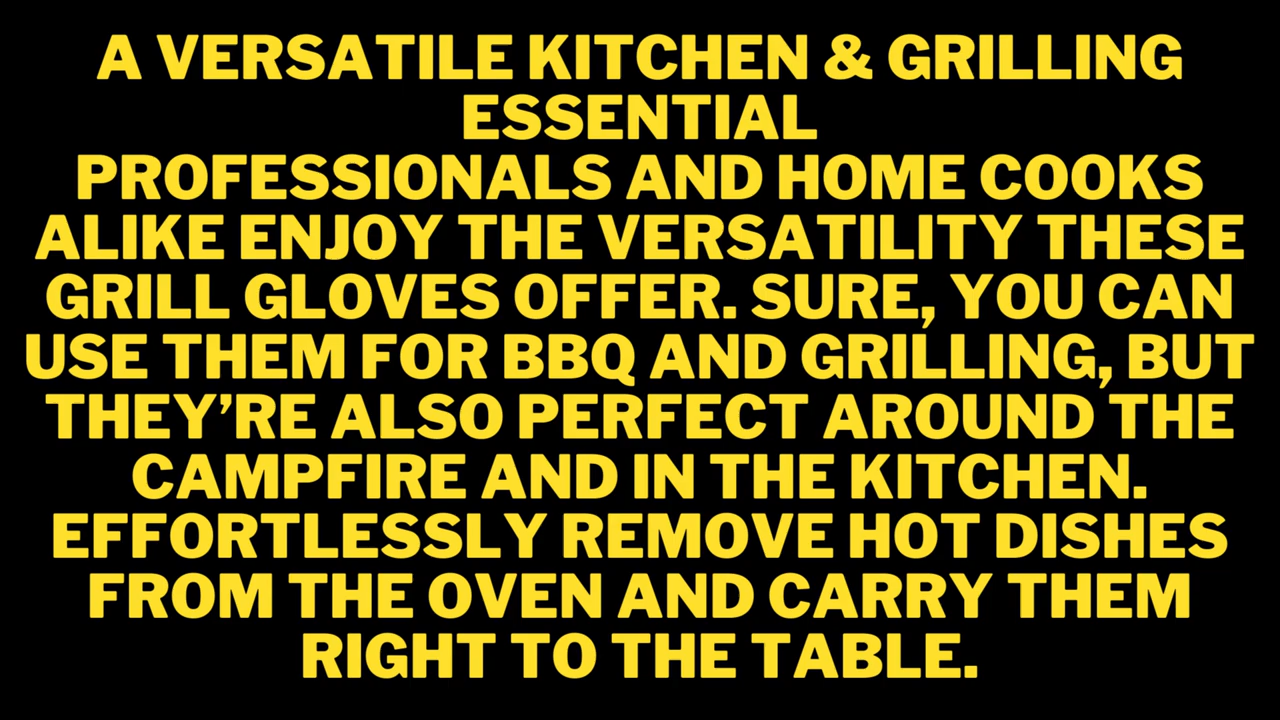 A VERSATILE KITCHEN & GRILLING
ESSENTIAL
PROFESSIONALS AND HOME COOKS
ALIKE ENJOY THE VERSATILITY THESE
GRILL GLOVES OFFER. SURE, YOU CAN
USE THEM FOR BBQ AND GRILLING, BUT
THEY’RE ALSO PERFECT AROUND THE
CAMPFIRE AND IN THE KITCHEN.
EFFORTLESSLY REMOVE HOT DISHES
FROM THE OVEN AND CARRY THEM
RIGHT TO THE TABLE.